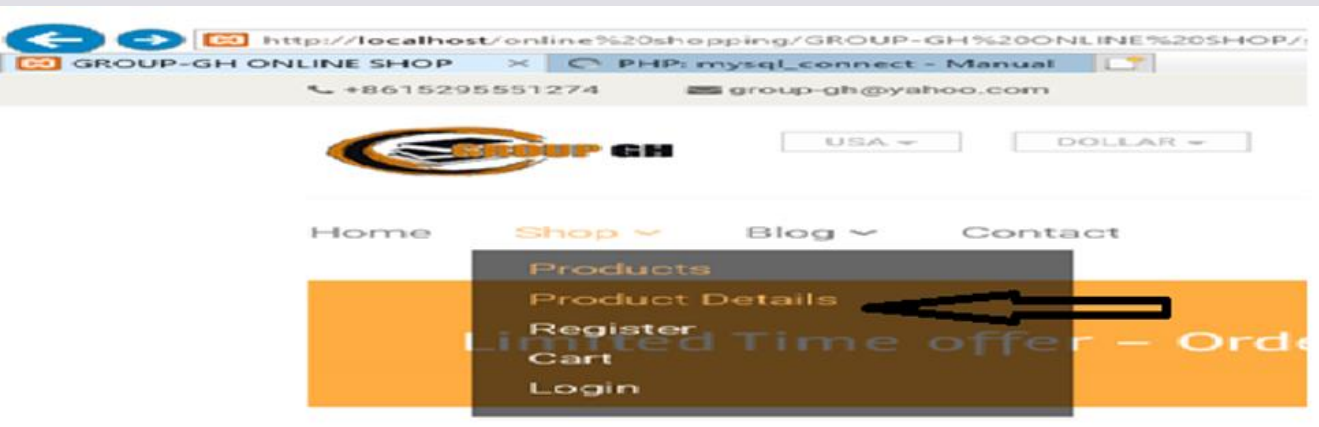 http://localhost/online%20shopping/GROUP-GH%20ONLINE%20SHOP/
GROUP-GH ONLINE SHOP × PHP: mysql_connect - Manual
+8615295551274 group-gh@yahoo.com
GROUP GH USA DOLLAR
Home Shop Blog Contact
Products
Product Details
Register
Limited Time offer – Orde
Cart
Login